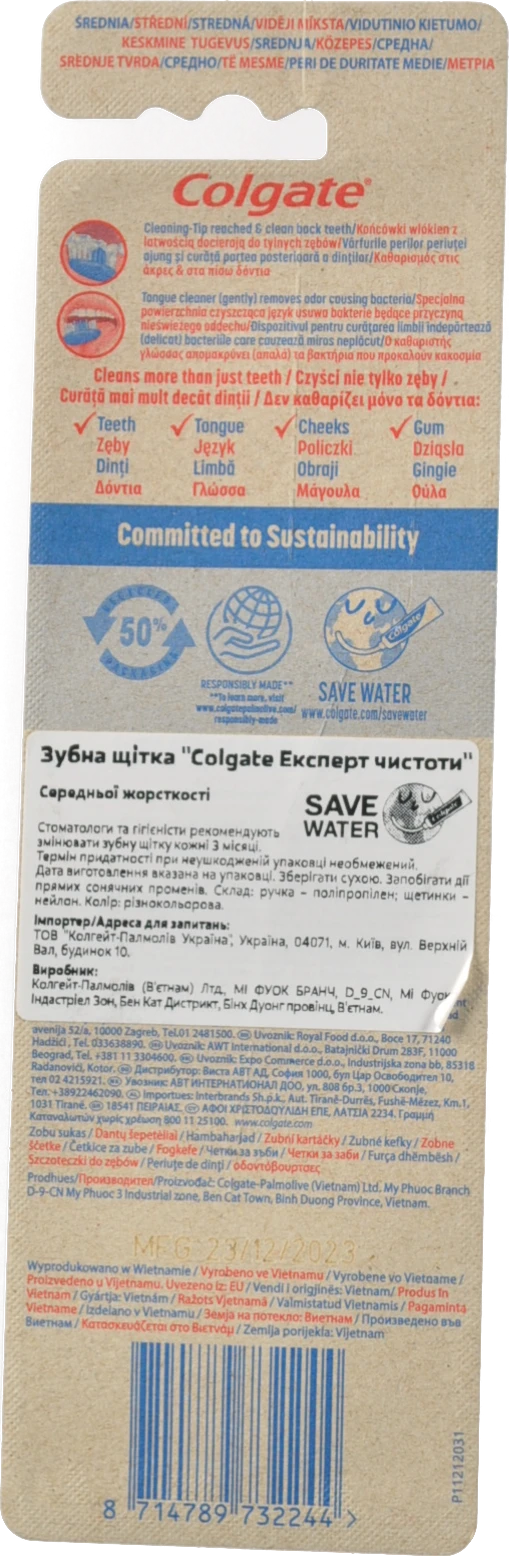 ŚREDNIA/STŘEDNÍ/STREDNÁ/VIDĒJI MĪKSTA/VIDUTINIO KIETUMO/
KESKMINE TUGEVUS/SREDNJA/KÖZEPES/СРЕДНА/
SREDNJE TVRDA/СРЕДНО/TË MESME/PERI DE DURITATE MEDIE/ΜΕΤΡΙΑ
Colgate
Cleaning-Tip reached & clean back teeth/Końcówki włókien z
łatwością docierają do tylnych zębów/Vârfurile perilor periuței
ajung și curăță partea posterioară a dinților/Καθαρισμός στις
άκρες & στα πίσω δόντια
Tongue cleaner (gently) removes odor causing bacteria/Specjalna
powierzchnia czyszcząca język usuwa bakterie będące przyczyną
nieświeżego oddechu/Dispozitivul pentru curățarea limbii îndepărtează
(delicat) bacteriile care cauzează miros neplăcut/Ο καθαριστής
γλώσσας απομακρύνει (απαλά) τα βακτήρια που προκαλούν κακοσμία
Cleans more than just teeth / Czyści nie tylko zęby /
Curăță mai mult decât dinții / Δεν καθαρίζει μόνο τα δόντια:
Teeth Tongue Cheeks Gum
Zęby Język Policzki Dziąsła
Dinți Limbă Obraji Gingie
Δόντια Γλώσσα Μάγουλα Ούλα
Committed to Sustainability
RECYCLED
50%
PACKAGING
RESPONSIBLY MADE**
**To learn more, visit
www.colgatepalmolive.com/
responsibly-made
Colgate
SAVE WATER
www.colgate.com/savewater
Зубна щітка "Colgate Експерт чистоти"
Середньої жорсткості
SAVE
WATER
Colgate
Стоматологи та гігієністи рекомендують
змінювати зубну щітку кожні 3 місяці.
Термін придатності при неушкодженій упаковці необмежений.
Дата виготовлення вказана на упаковці. Зберігати сухою. Запобігати дії
прямих сонячних променів. Склад: ручка – поліпропілен; щетинки –
нейлон. Колір: різнокольорова.
Імпортер/Адреса для запитань:
ТОВ "Колгейт-Палмолів Україна", Україна, 04071, м. Київ, вул. Верхній
Вал, будинок 10.
Виробник:
Колгейт-Палмолів (В'єтнам) Лтд., МІ ФУОК БРАНЧ, D_9_CN, Мі Фуок
Індастріел Зон, Бен Кат Дистрикт, Бінх Дуонг провінц, В'єтнам.
avenija 52/a, 10000 Zagreb, Tel.01 2481500. Uvoznik: Royal Food d.o.o., Boce 17, 71240
Hadžići , Tel. 033638890. Uvoznik: AWT International d.o.o., Batajnički Drum 283F, 11000
Beograd, Tel. +381 11 3304600. Uvoznik: Expo Commerce d.o.o., Industrijska zona bb, 85318
Radanovići, Kotor. Дистрибутор: Виста АВТ АД, София 1000, бул Цар Освободител 10,
тел 02 4215921. Увозник: АВТ ИНТЕРНАТИОНАЛ ДОО, ул. 808 бр.3, 1000 Скопје,
Тел.: +38922462090. Importues: Interbrands Sh.p.k., Aut. Tiranë-Durrës, Fushë-Mëzez, Km.1,
1031 Tiranë. 18541 ΠΕΙΡΑΙΑΣ, ΑΦΟΙ ΧΡΙΣΤΟΔΟΥΛΙΔΗ ΕΠΕ, ΛΑΤΣΙΑ 2234. Γραμμή
Καταναλωτών χωρίς χρέωση 800 11 25100. www.colgate.com
Zobu sukas / Dantų šepetėliai / Hambaharjad / Zubní kartáčky / Zubné kefky / Zobne
ščetke / Četkice za zube / Fogkefe / Четки за зъби / Четки за заби / Furça dhëmbësh /
Szczoteczki do zębów / Periuțe de dinți / οδοντόβουρτσες
Prodhues/Производител/Proizvođač: Colgate-Palmolive (Vietnam) Ltd. My Phuoc Branch
D-9-CN My Phuoc 3 Industrial zone, Ben Cat Town, Binh Duong Province, Vietnam.
MFG 23/12/2023
Wyprodukowano w Wietnamie / Vyrobeno ve Vietnamu / Vyrobené vo Vietname /
Proizvedeno u Vijetnamu. Uvezeno iz: EU / Vendi i origjinës: Vietnam/ Produs în
Vietnam / Gyártja: Vietnám / Ražots Vjetnamā / Valmistatud Vietnamis / Pagaminta
Vietname / Izdelano v Vietnamu / Земја на потекло: Виетнам / Произведено във
Виетнам / Κατασκευάζεται στο Βιετνάμ / Zemlja porijekla: Vijetnam
P11212031
8 714789 732244 >